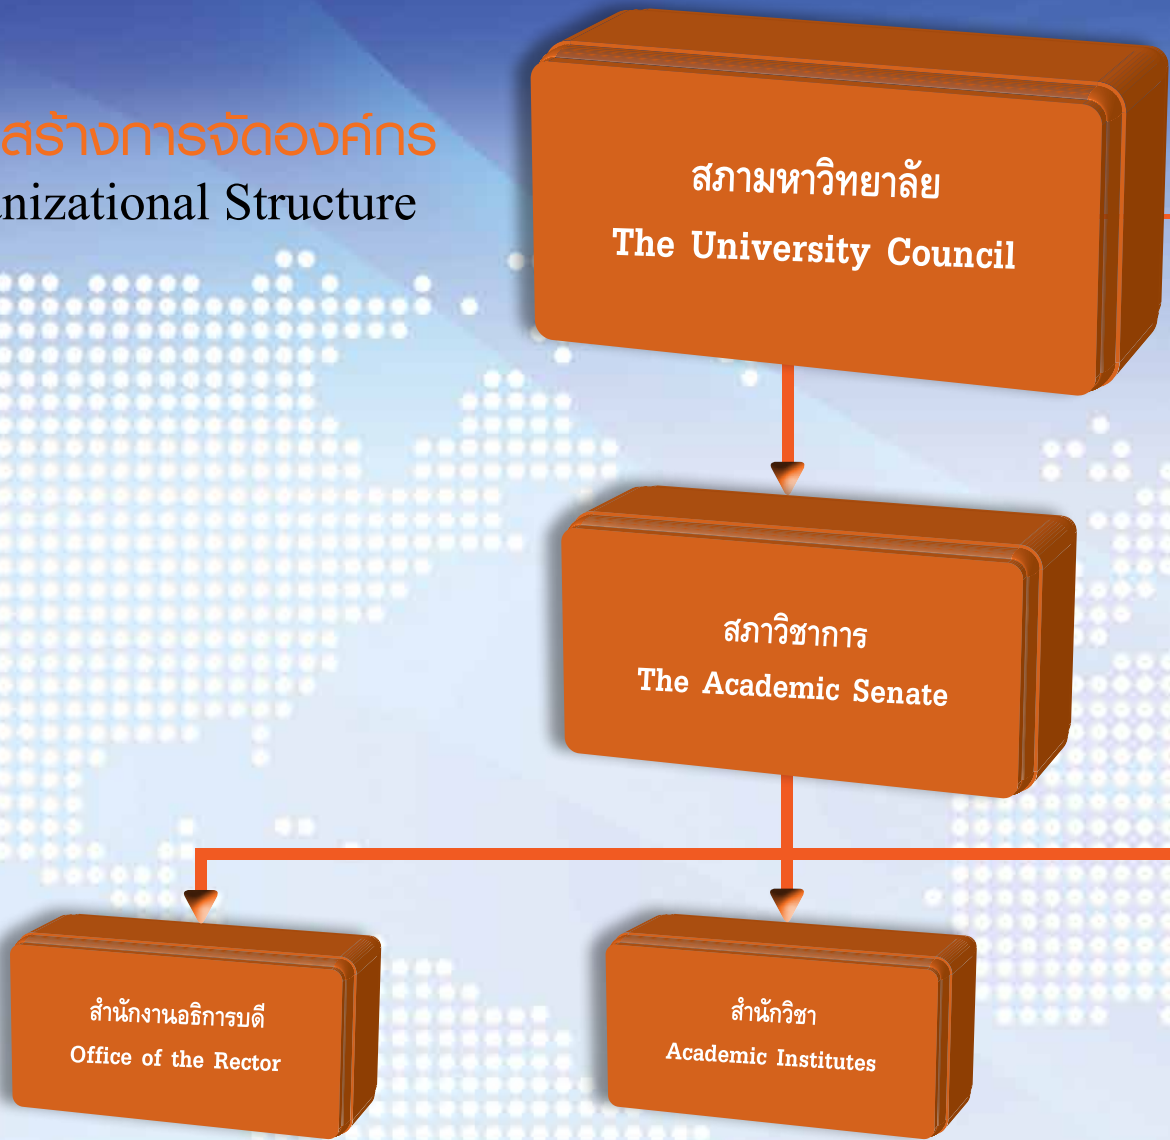 สร้างการจัดองค์กร
nizational Structure
สภามหาวิทยาลัย
The University Council
สภาวิชาการ
The Academic Senate
สำนักงานอธิการบดี
Office of the Rector
สำนักวิชา
Academic Institutes